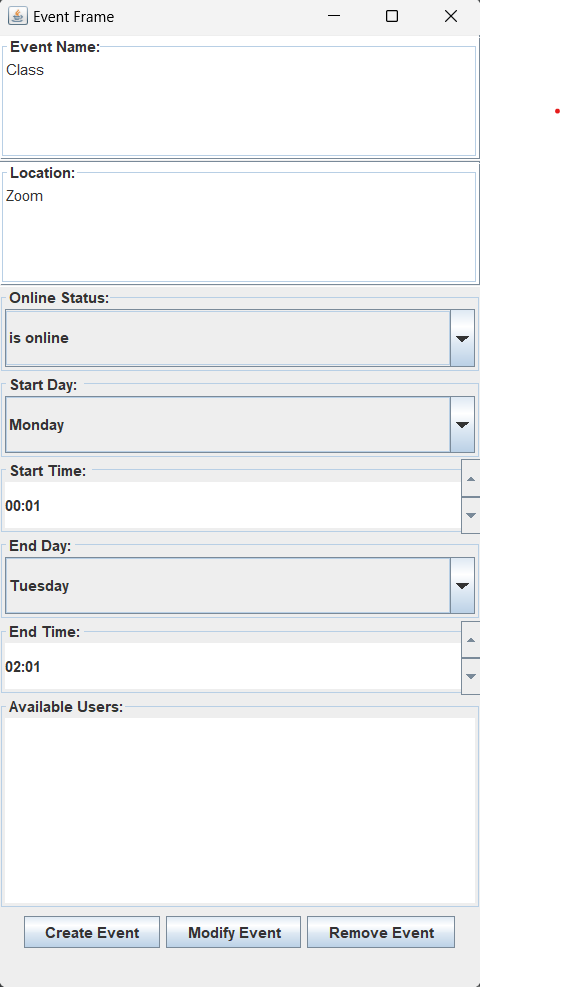 Event Frame
Event Name:
Class
Location:
Zoom
Online Status:
is online
Start Day:
Monday
Start Time:
00:01
End Day:
Tuesday
End Time:
02:01
Available Users:
Create Event Modify Event Remove Event